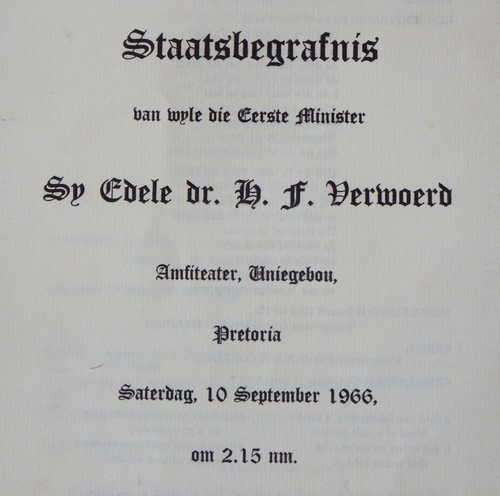 Staatsbegrafnis
van wyle die Eerste Minister
Sy Edele dr. H. F. Verwoerd
Amfiteater, Uniegebou,
Pretoria
Saterdag, 10 September 1966,
om 2.15 nm.